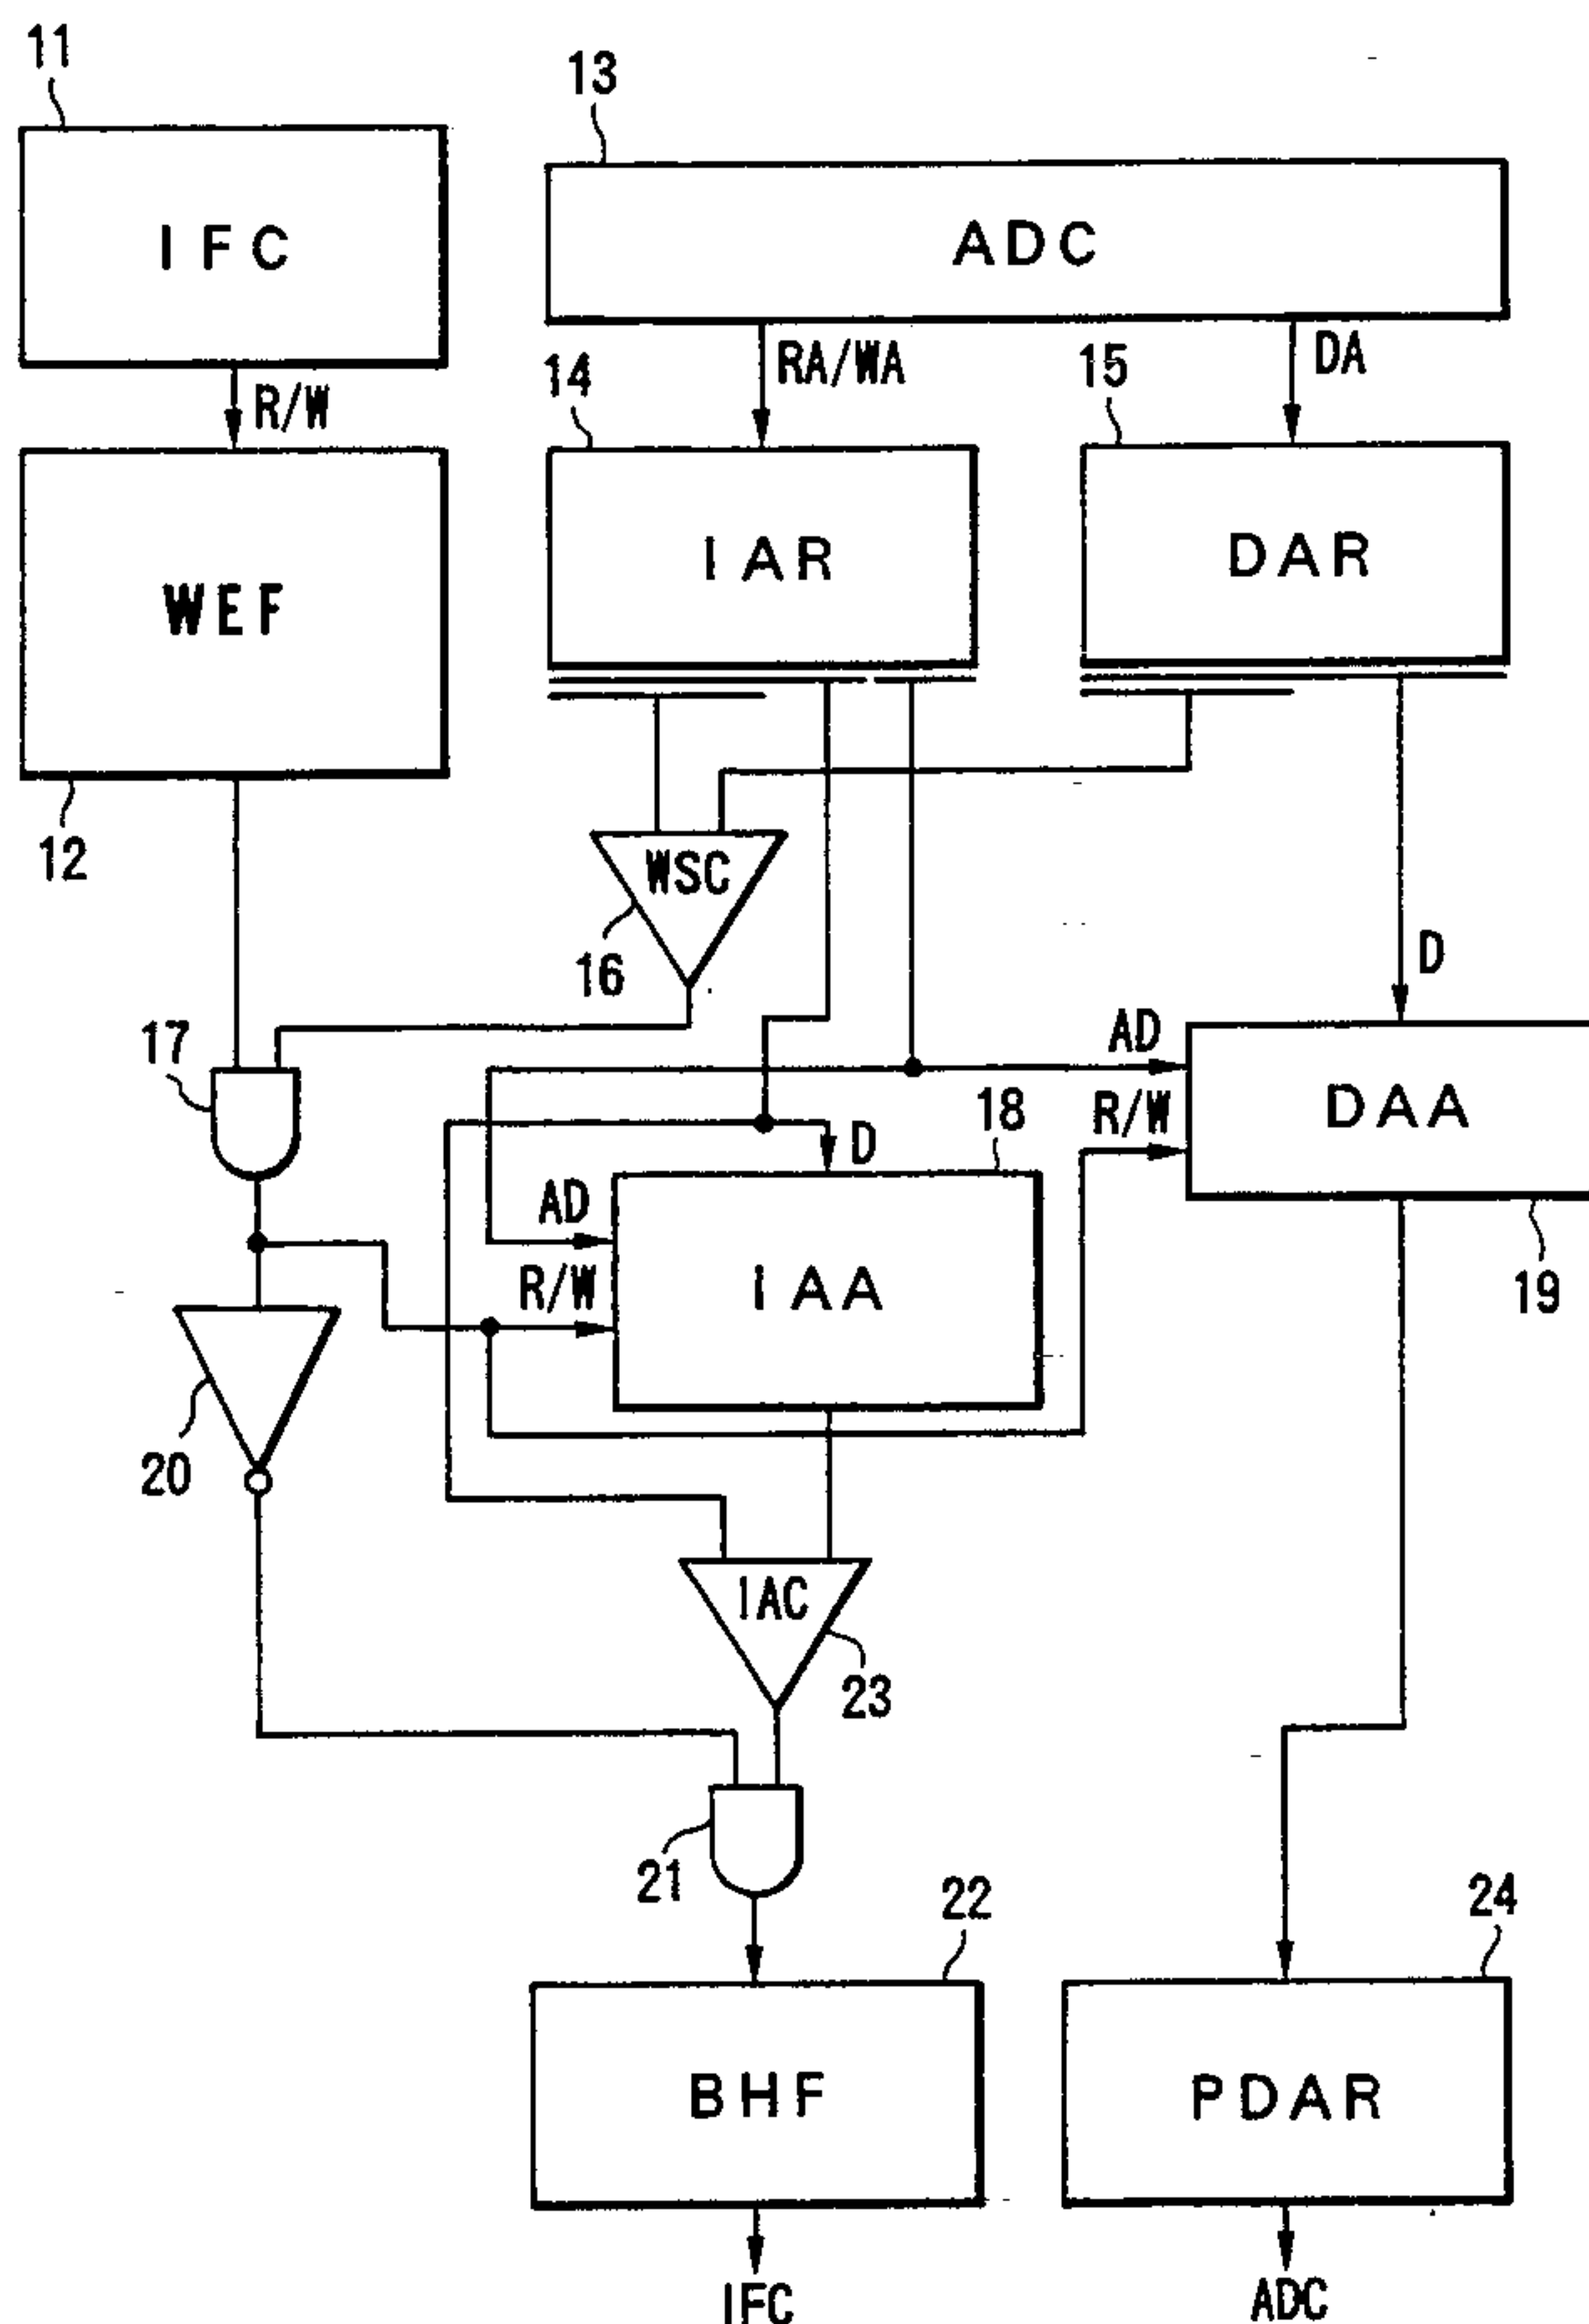 11
13
IFC
ADC
R/W
14
RA/WA
15
DA
WEF
IAR
DAR
12
WSC
16
D
17
AD
18
R/W
DAA
D
AD
R/W
IAA
19
20
IAC
23
21
22
24
BHF
PDAR
IFC
ADC